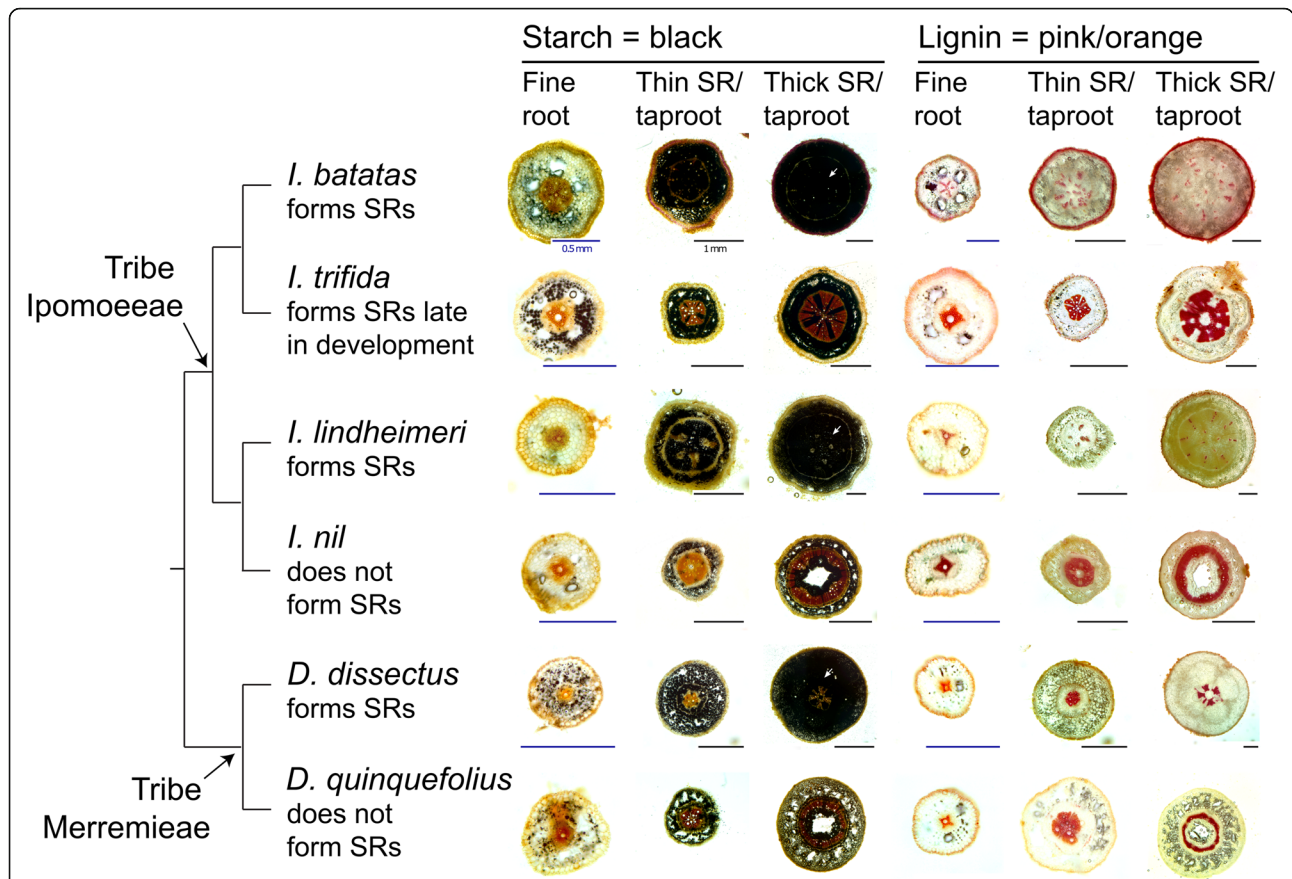 Starch = black
Lignin = pink/orange
Fine
root
Thin SR/
taproot
Thick SR/
taproot
Fine
root
Thin SR/
taproot
Thick SR/
taproot
I. batatas
forms SRs
0.5 mm
1 mm
Tribe
Ipomoeeae
I. trifida
forms SRs late
in development
I. lindheimeri
forms SRs
I. nil
does not
form SRs
D. dissectus
forms SRs
Tribe
Merremieae
D. quinquefolius
does not
form SRs